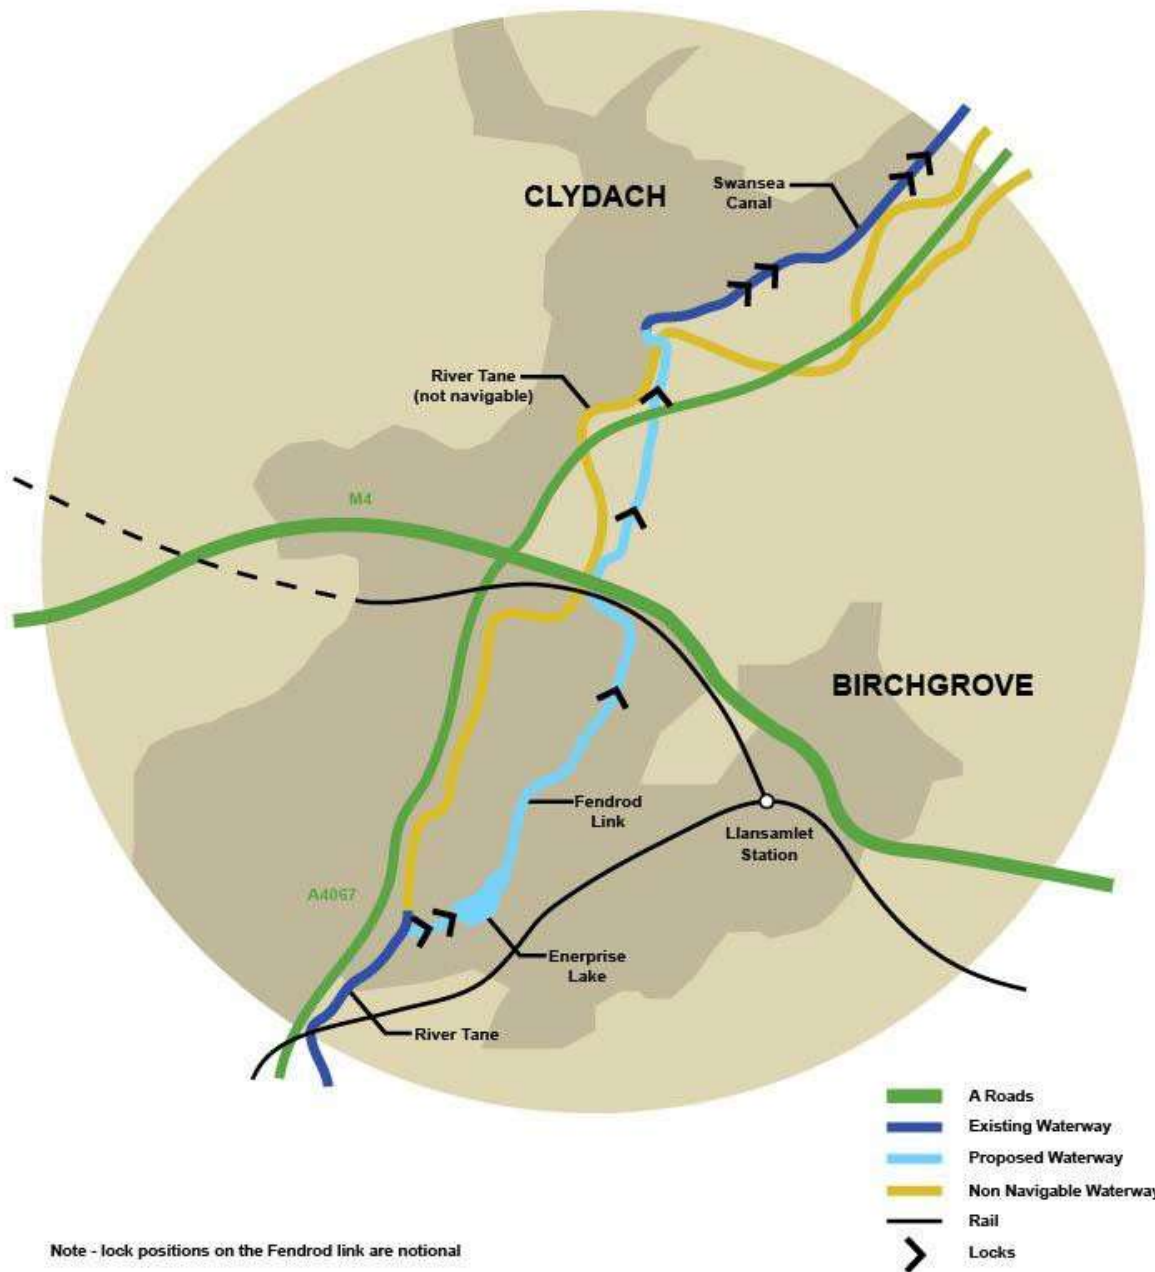 CLYDACH
Swansea
Canal
River Tane
(not navigable)
M4
BIRCHGROVE
Fendrod
Link
Llansamlet
Station
A4067
Enerprise
Lake
River Tane
A Roads
Existing Waterway
Proposed Waterway
Non Navigable Waterway
Rail
Locks
Note - lock positions on the Fendrod link are notional